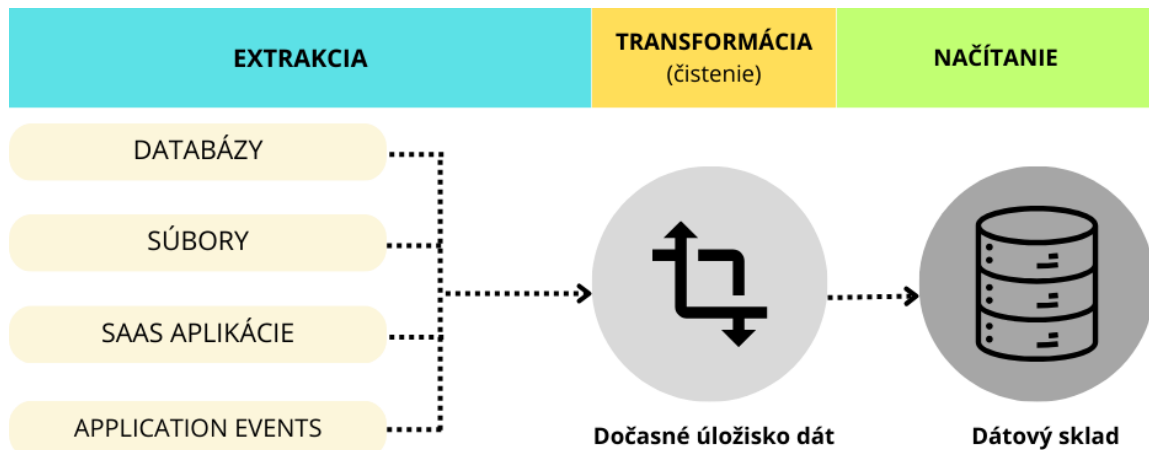 EXTRAKCIA
TRANSFORMÁCIA
(čistenie)
NAČÍTANIE
DATABÁZY
SÚBORY
SAAS APLIKÁCIE
APPLICATION EVENTS
Dočasné úložisko dát
Dátový sklad